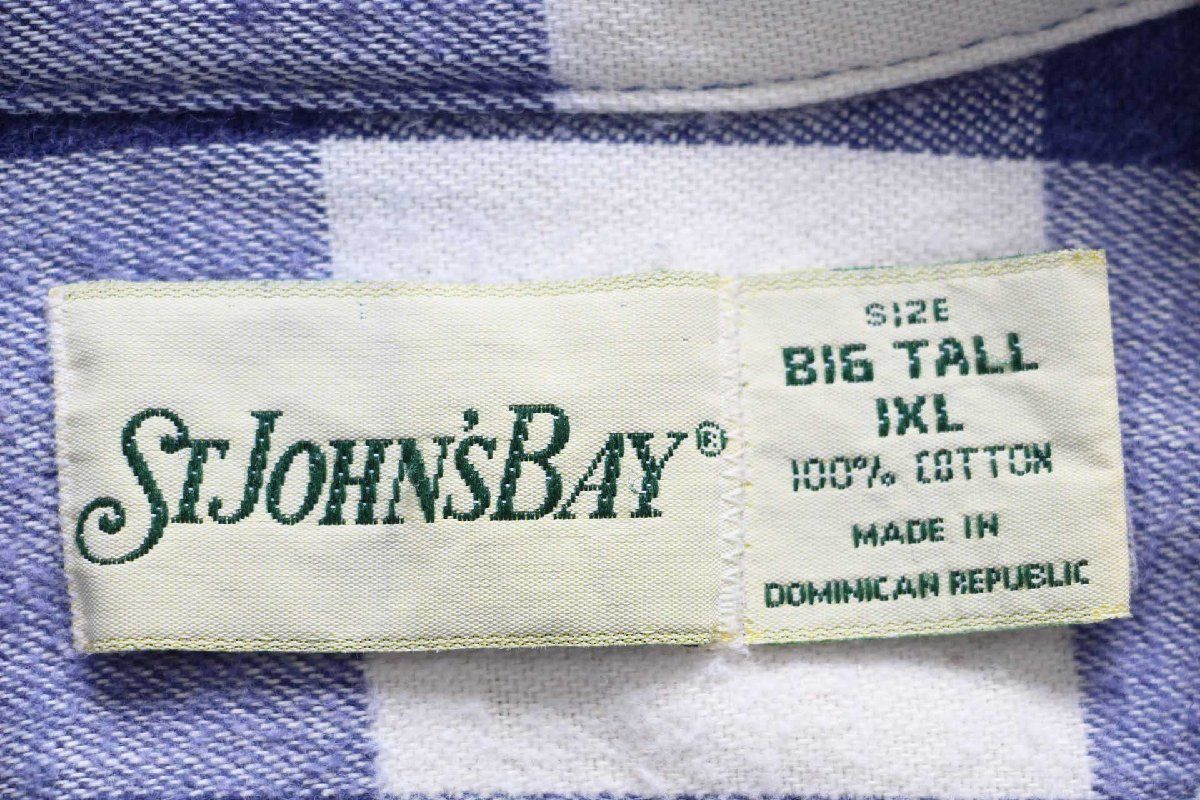 ST JOHN'S BAY®
SIZE
BIG TALL
1XL
100% COTTON
MADE IN
DOMINICAN REPUBLIC